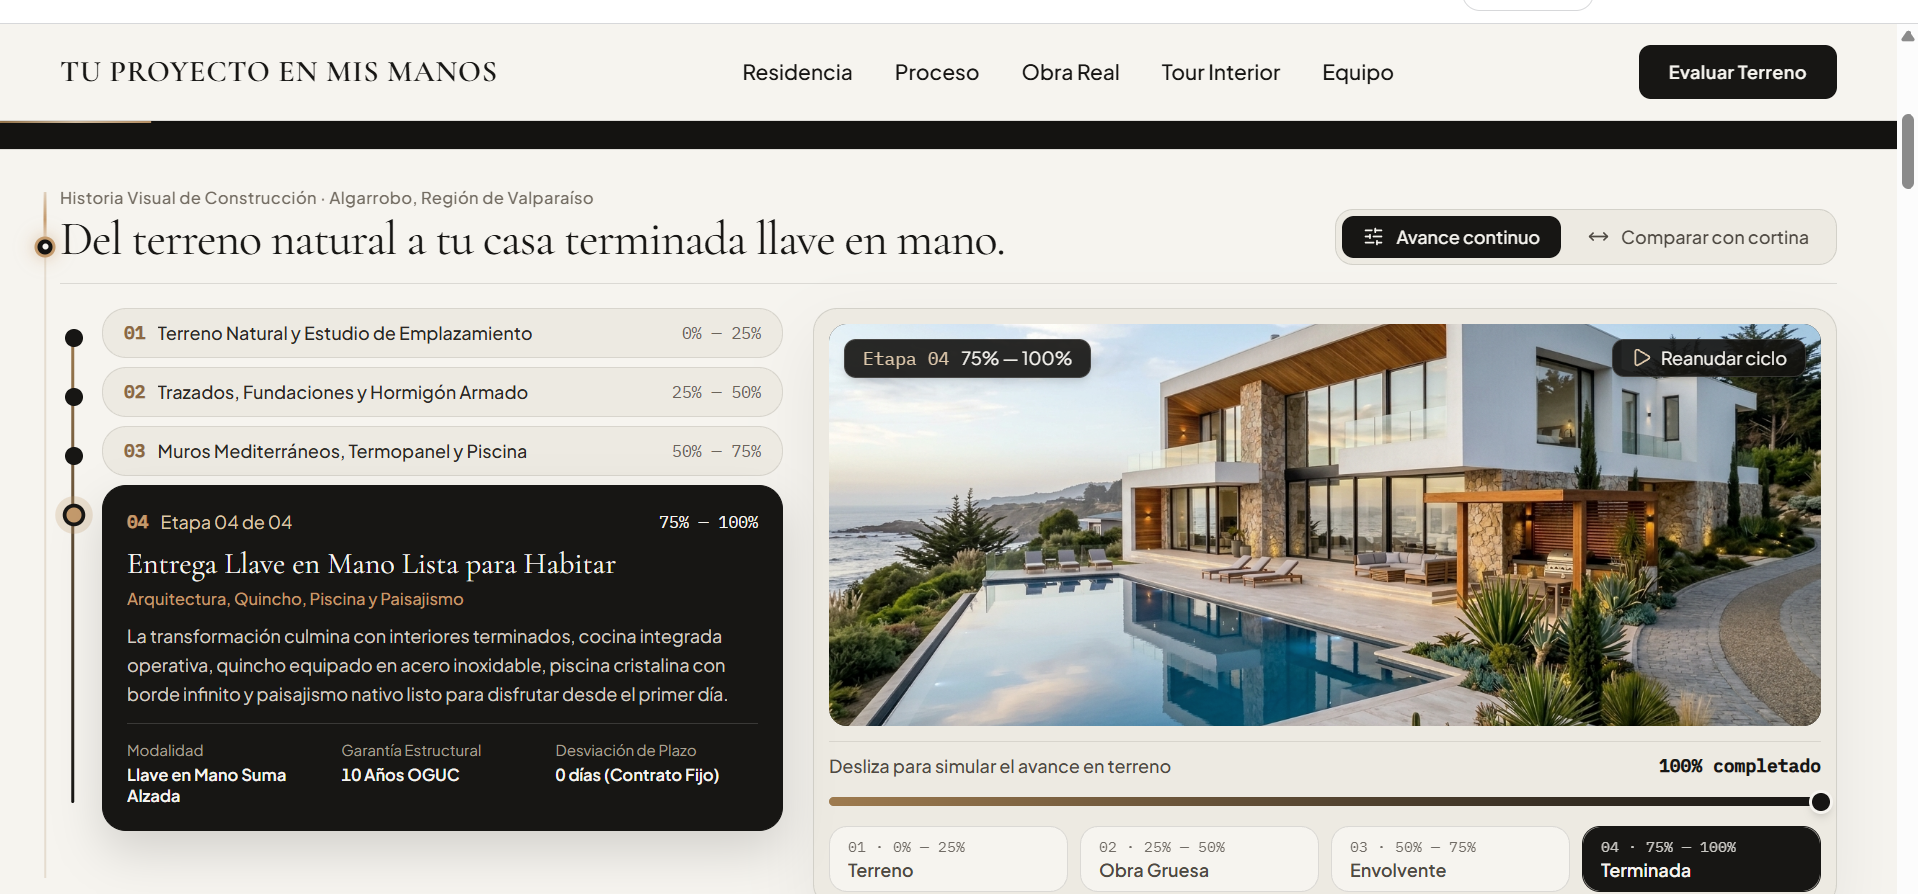 TU PROYECTO EN MIS MANOS
Residencia
Proceso
Obra Real
Tour Interior
Equipo
Evaluar Terreno
Historia Visual de Construcción · Algarrobo, Región de Valparaíso
Del terreno natural a tu casa terminada llave en mano.
Avance continuo
Comparar con cortina
01 Terreno Natural y Estudio de Emplazamiento 0% — 25%
02 Trazados, Fundaciones y Hormigón Armado 25% — 50%
03 Muros Mediterráneos, Termopanel y Piscina 50% — 75%
04 Etapa 04 de 04 75% — 100%
Entrega Llave en Mano Lista para Habitar
Arquitectura, Quincho, Piscina y Paisajismo
La transformación culmina con interiores terminados, cocina integrada
operativa, quincho equipado en acero inoxidable, piscina cristalina con
borde infinito y paisajismo nativo listo para disfrutar desde el primer día.
Modalidad
Llave en Mano Suma
Alzada
Garantía Estructural
10 Años OGUC
Desviación de Plazo
0 días (Contrato Fijo)
Etapa 04 75% — 100%
Reanudar ciclo
Desliza para simular el avance en terreno
100% completado
01 · 0% — 25%
Terreno
02 · 25% — 50%
Obra Gruesa
03 · 50% — 75%
Envolvente
04 · 75% — 100%
Terminada